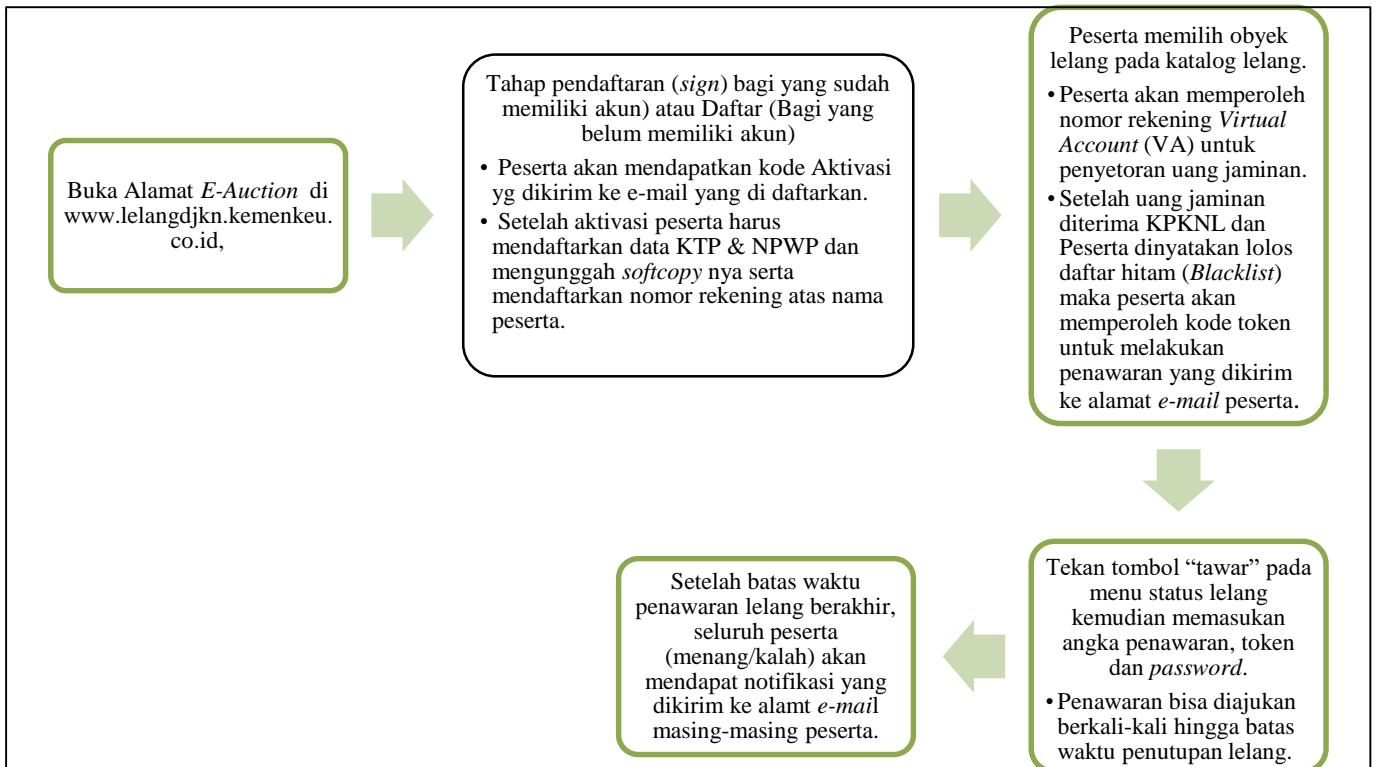 Buka Alamat E-Auction di
www.lelangdjkn.kemenkeu.
co.id,
Tahap pendaftaran (sign) bagi yang sudah
memiliki akun) atau Daftar (Bagi yang
belum memiliki akun)
• Peserta akan mendapatkan kode Aktivasi
yg dikirim ke e-mail yang di daftarkan.
• Setelah aktivasi peserta harus
mendaftarkan data KTP & NPWP dan
mengunggah softcopy nya serta
mendaftarkan nomor rekening atas nama
peserta.
Peserta memilih obyek
lelang pada katalog lelang.
• Peserta akan memperoleh
nomor rekening Virtual
Account (VA) untuk
penyetoran uang jaminan.
• Setelah uang jaminan
diterima KPKNL dan
Peserta dinyatakan lolos
daftar hitam (Blacklist)
maka peserta akan
memperoleh kode token
untuk melakukan
penawaran yang dikirim
ke alamat e-mail peserta.
Tekan tombol “tawar” pada
menu status lelang
kemudian memasukan
angka penawaran, token
dan password.
• Penawaran bisa diajukan
berkali-kali hingga batas
waktu penutupan lelang.
Setelah batas waktu
penawaran lelang berakhir,
seluruh peserta
(menang/kalah) akan
mendapat notifikasi yang
dikirim ke alamt e-mail
masing-masing peserta.